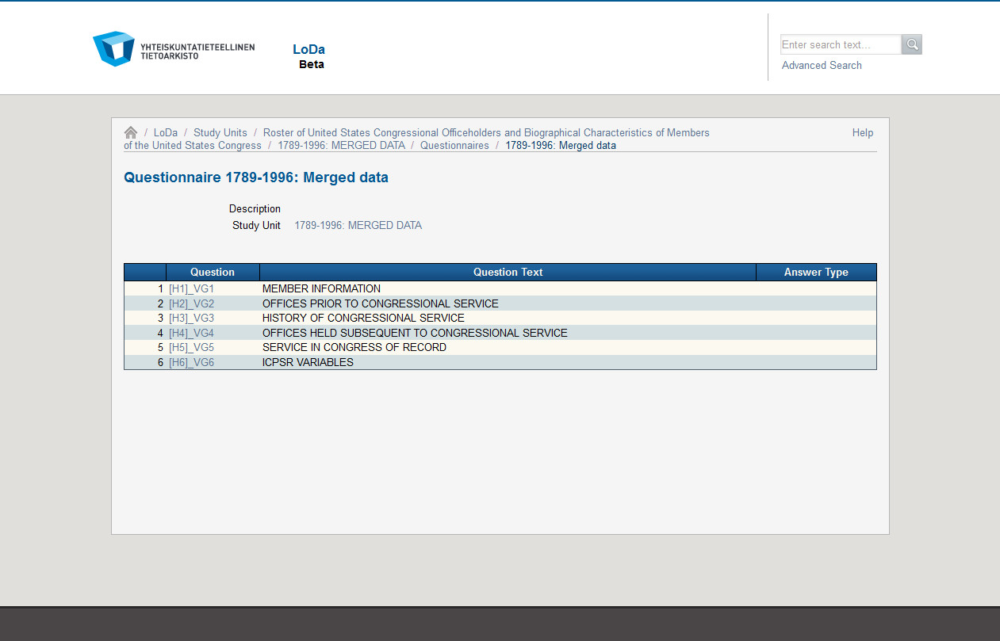 YHTEISKUNTATIETEELLINEN
TIETOARKISTO
LoDa
Beta
Enter search text...
Advanced Search
/ LoDa / Study Units / Roster of United States Congressional Officeholders and Biographical Characteristics of Members
of the United States Congress / 1789-1996: MERGED DATA / Questionnaires / 1789-1996: Merged data
Help
Questionnaire 1789-1996: Merged data
Description
Study Unit 1789-1996: MERGED DATA
Question Question Text Answer Type
1 [H1]_VG1 MEMBER INFORMATION
2 [H2]_VG2 OFFICES PRIOR TO CONGRESSIONAL SERVICE
3 [H3]_VG3 HISTORY OF CONGRESSIONAL SERVICE
4 [H4]_VG4 OFFICES HELD SUBSEQUENT TO CONGRESSIONAL SERVICE
5 [H5]_VG5 SERVICE IN CONGRESS OF RECORD
6 [H6]_VG6 ICPSR VARIABLES